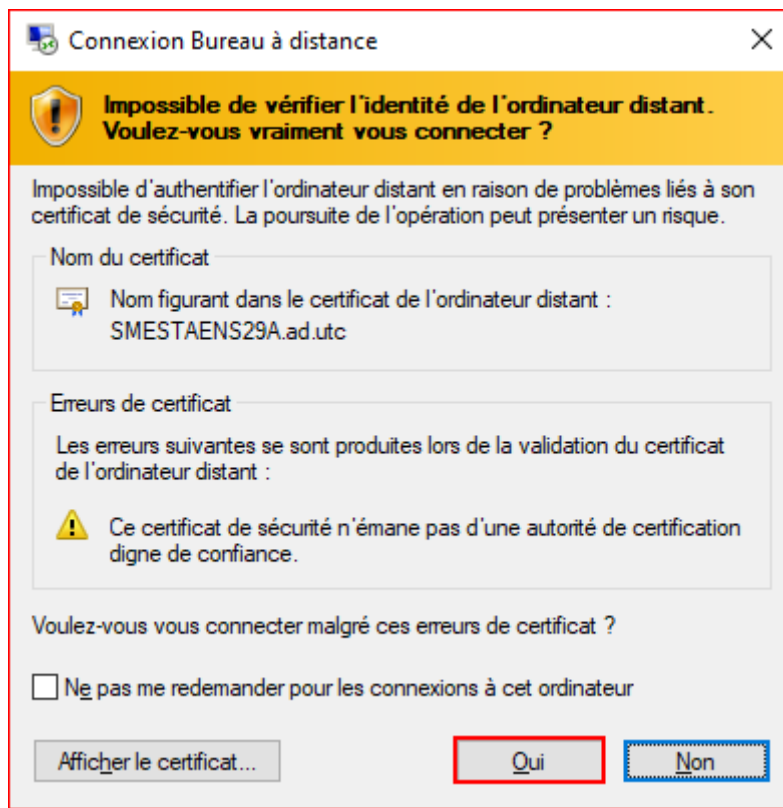 Connexion Bureau à distance
Impossible de vérifier l'identité de l'ordinateur distant.
Voulez-vous vraiment vous connecter ?
Impossible d'authentifier l'ordinateur distant en raison de problèmes liés à son
certificat de sécurité. La poursuite de l'opération peut présenter un risque.
Nom du certificat
Nom figurant dans le certificat de l'ordinateur distant :
SMESTAENS29A.ad.utc
Erreurs de certificat
Les erreurs suivantes se sont produites lors de la validation du certificat
de l'ordinateur distant :
Ce certificat de sécurité n'émane pas d'une autorité de certification
digne de confiance.
Voulez-vous vous connecter malgré ces erreurs de certificat ?
Ne pas me redemander pour les connexions à cet ordinateur
Afficher le certificat... Oui Non